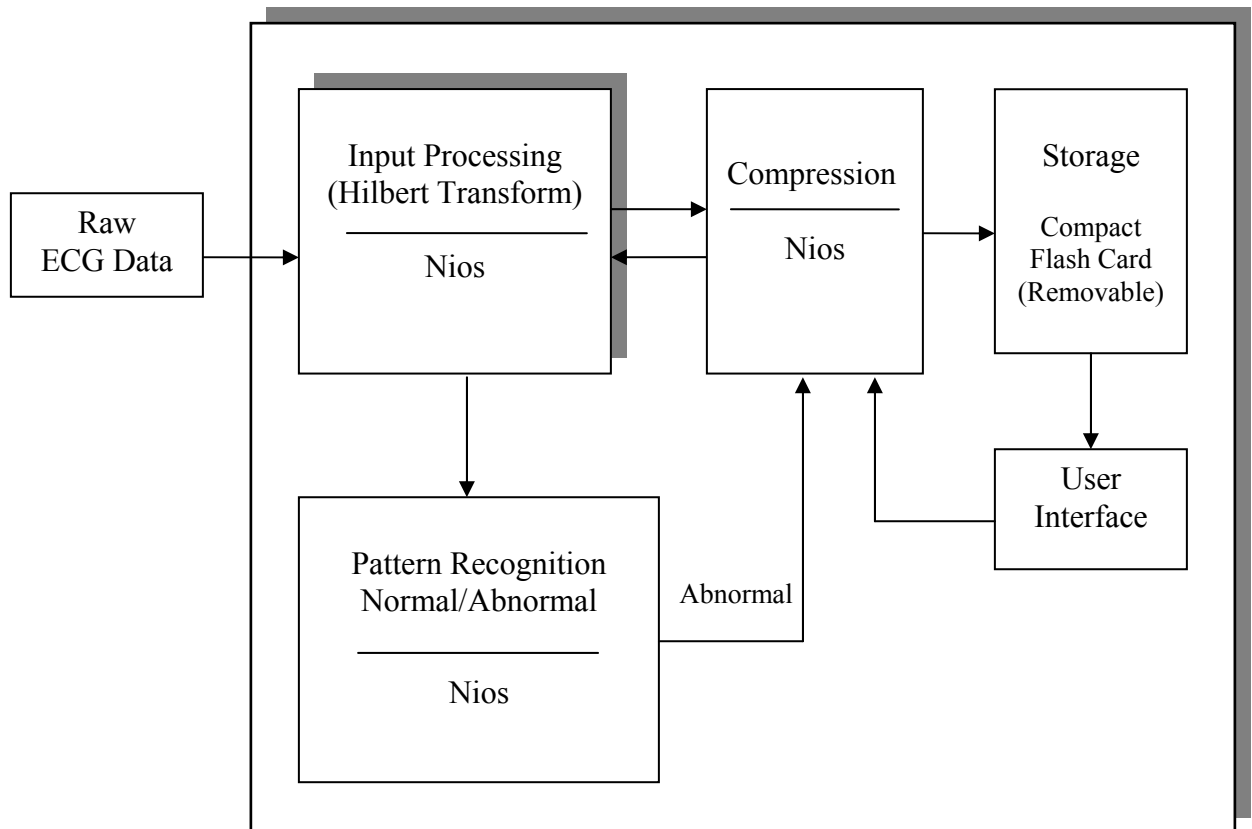 Raw
ECG Data
Input Processing
(Hilbert Transform)
Nios
Compression
Nios
Storage
Compact
Flash Card
(Removable)
User
Interface
Pattern Recognition
Normal/Abnormal
Nios
Abnormal